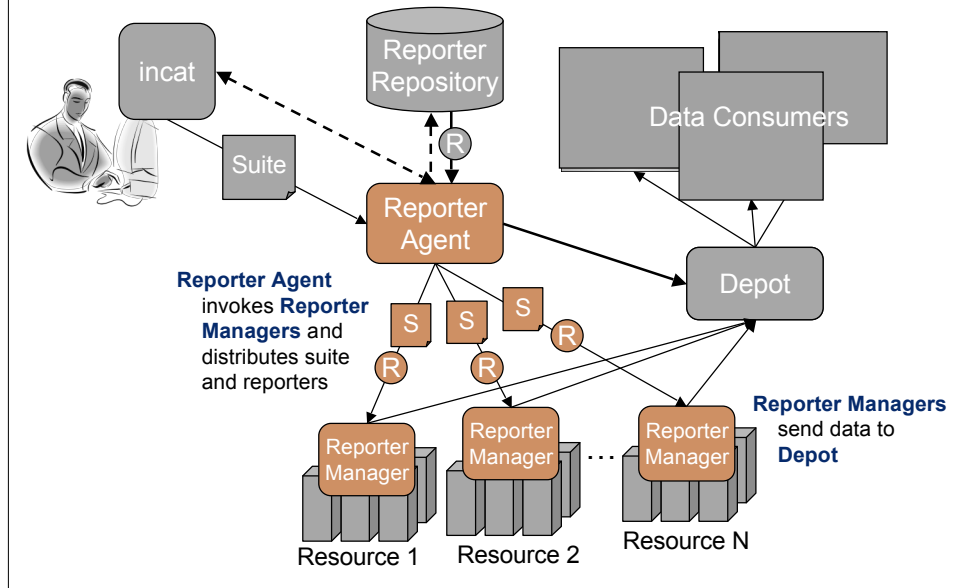 incat
Reporter
Repository
Data Consumers
R
Suite
Reporter
Agent
Depot
Reporter Agent
invokes Reporter
Managers and
distributes suite
and reporters
S
S
S
R
R
R
Reporter Managers
send data to
Depot
Reporter
Manager
Reporter
Manager
...
Reporter
Manager
Resource 1
Resource 2
Resource N